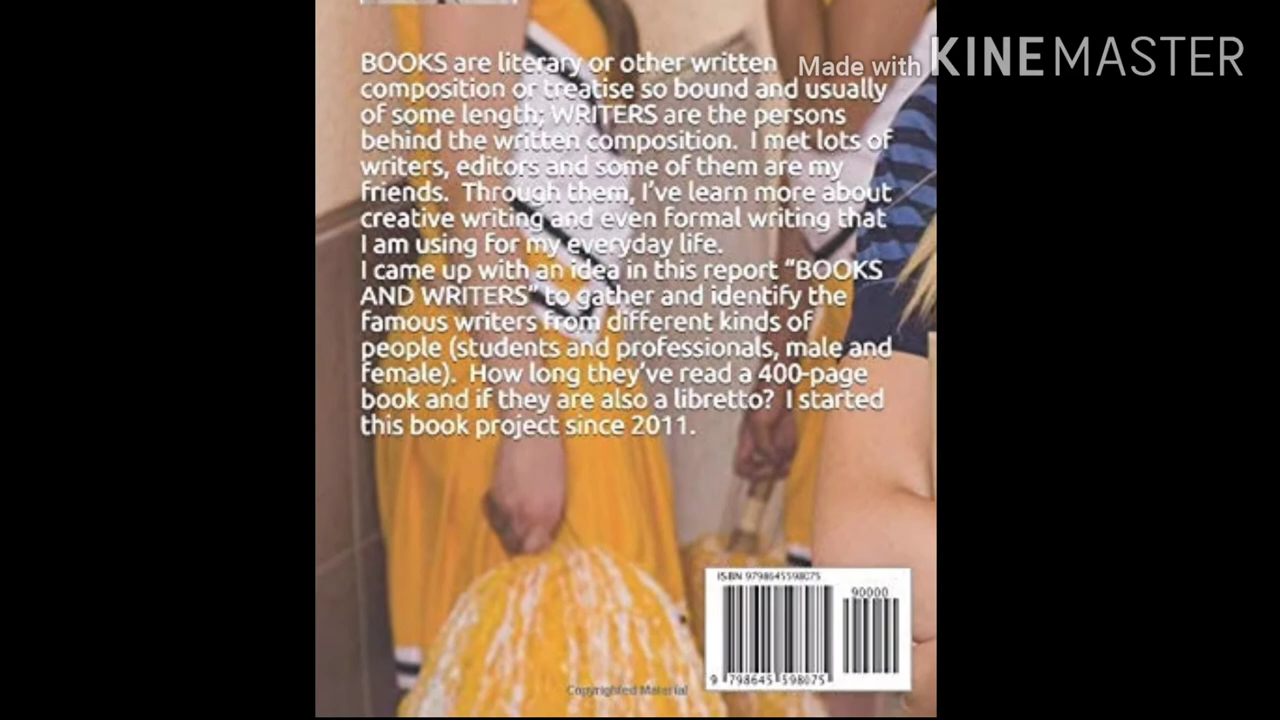 Made with KINEMASTER
BOOKS are literary or other written
composition or treatise so bound and usually
of some length; WRITERS are the persons
behind the written composition.  I met lots of
writers, editors and some of them are my
friends.  Through them, I've learn more about
creative writing and even formal writing that
I am using for my everyday life.
I came up with an idea in this report “BOOKS
AND WRITERS” to gather and identify the
famous writers from different kinds of
people (students and professionals, male and
female).  How long they've read a 400-page
book and if they are also a libretto?  I started
this book project since 2011.
ISBN 9798645598075
90000
9 798645 598075
Copyrighted Material